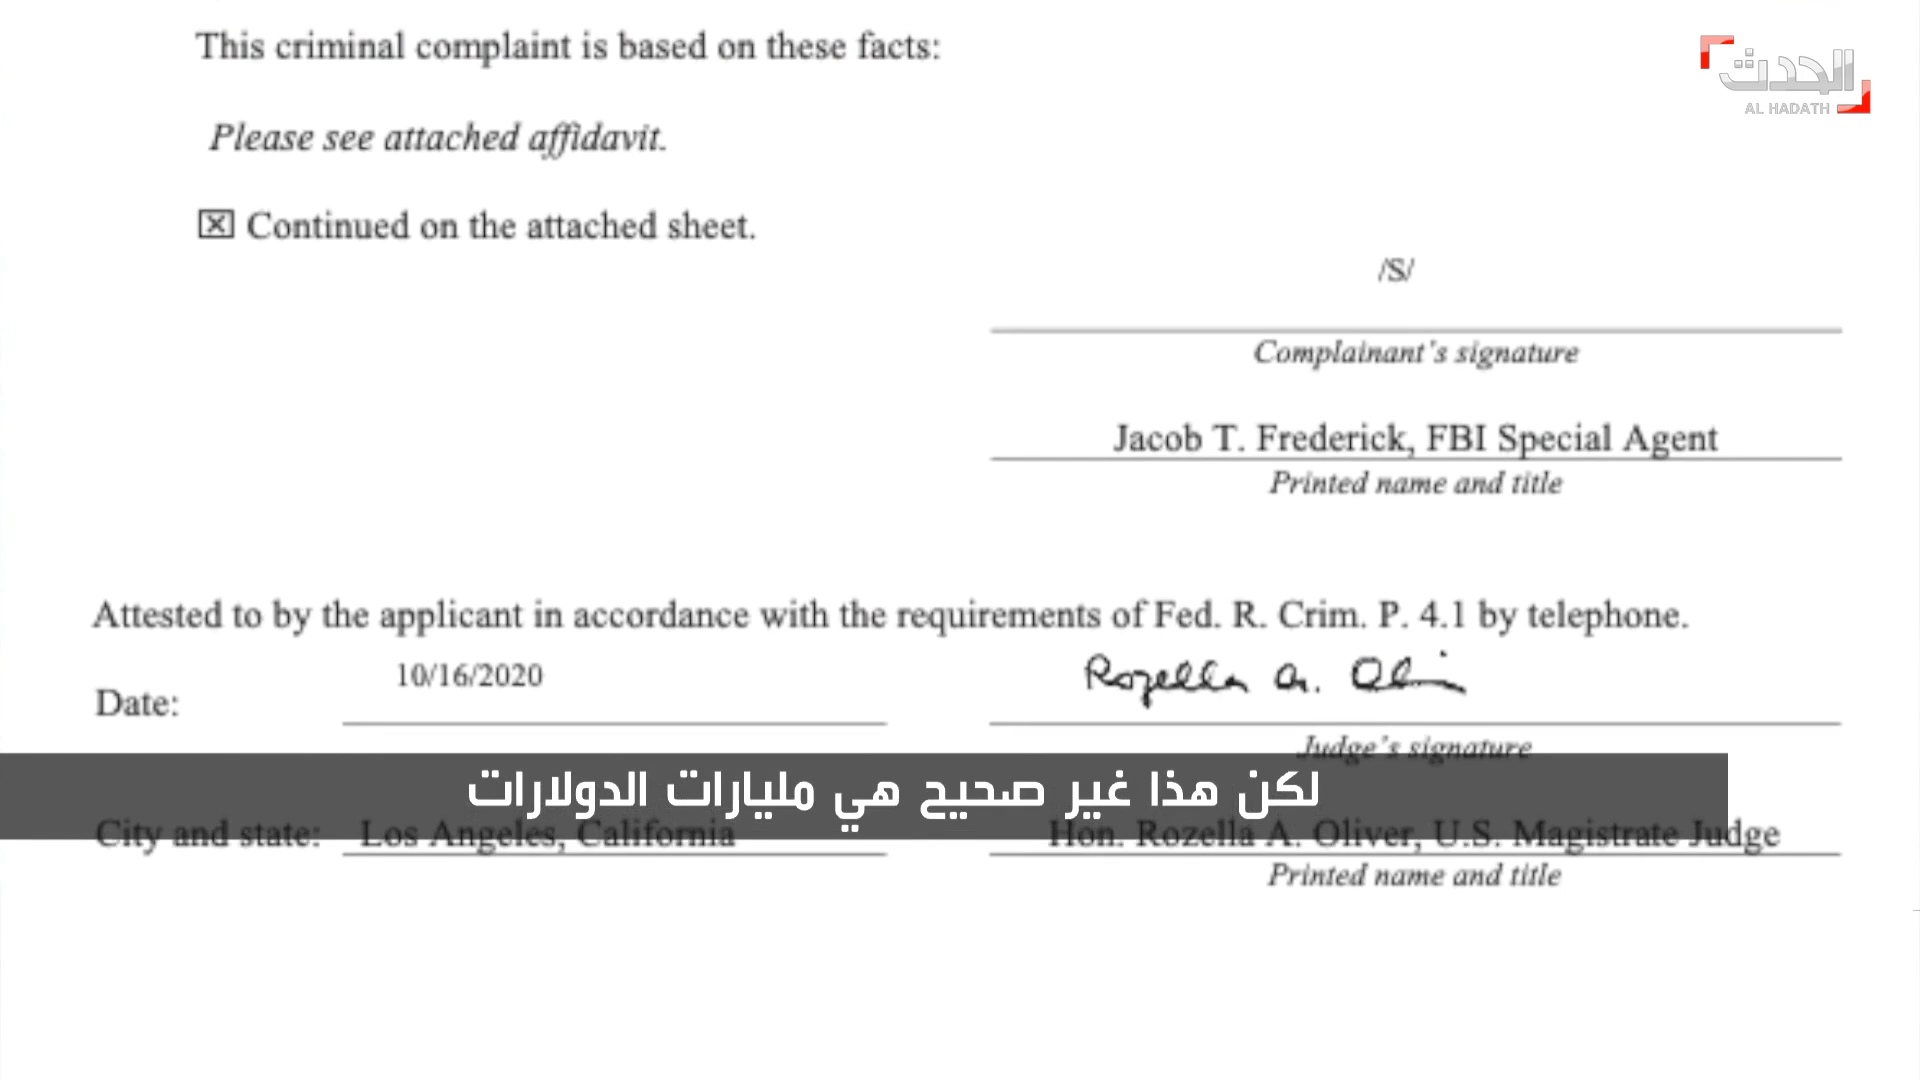 This criminal complaint is based on these facts:
الحدث
AL HADATH
Please see attached affidavit.
☒ Continued on the attached sheet.
/S/
Complainant's signature
Jacob T. Frederick, FBI Special Agent
Printed name and title
Attested to by the applicant in accordance with the requirements of Fed. R. Crim. P. 4.1 by telephone.
Date: 10/16/2020
Rozella A. Oli
Judge's signature
لكن هذا غير صحيح هي مليارات الدولارات
City and state: Los Angeles, California
Hon. Rozella A. Oliver, U.S. Magistrate Judge
Printed name and title